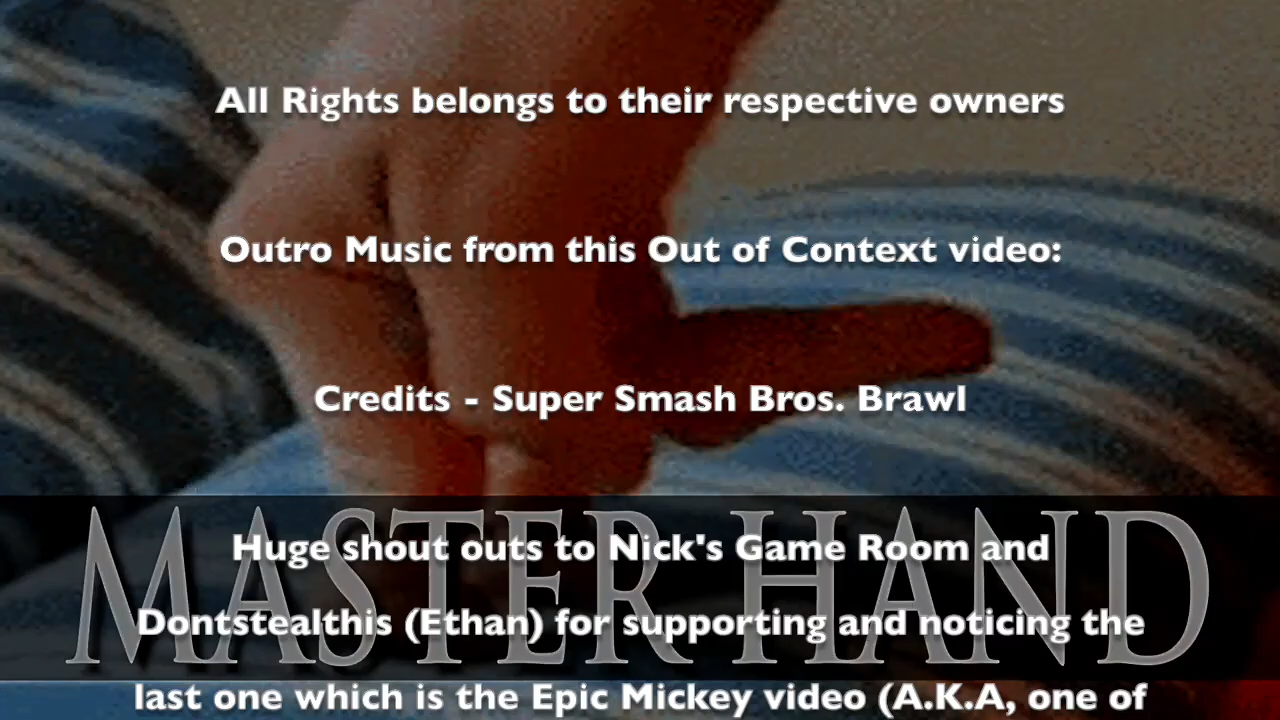 All Rights belongs to their respective owners
Outro Music from this Out of Context video:
Credits - Super Smash Bros. Brawl
MASTER HAND
Huge shout outs to Nick's Game Room and
Dontstealthis (Ethan) for supporting and noticing the
last one which is the Epic Mickey video (A.K.A, one of